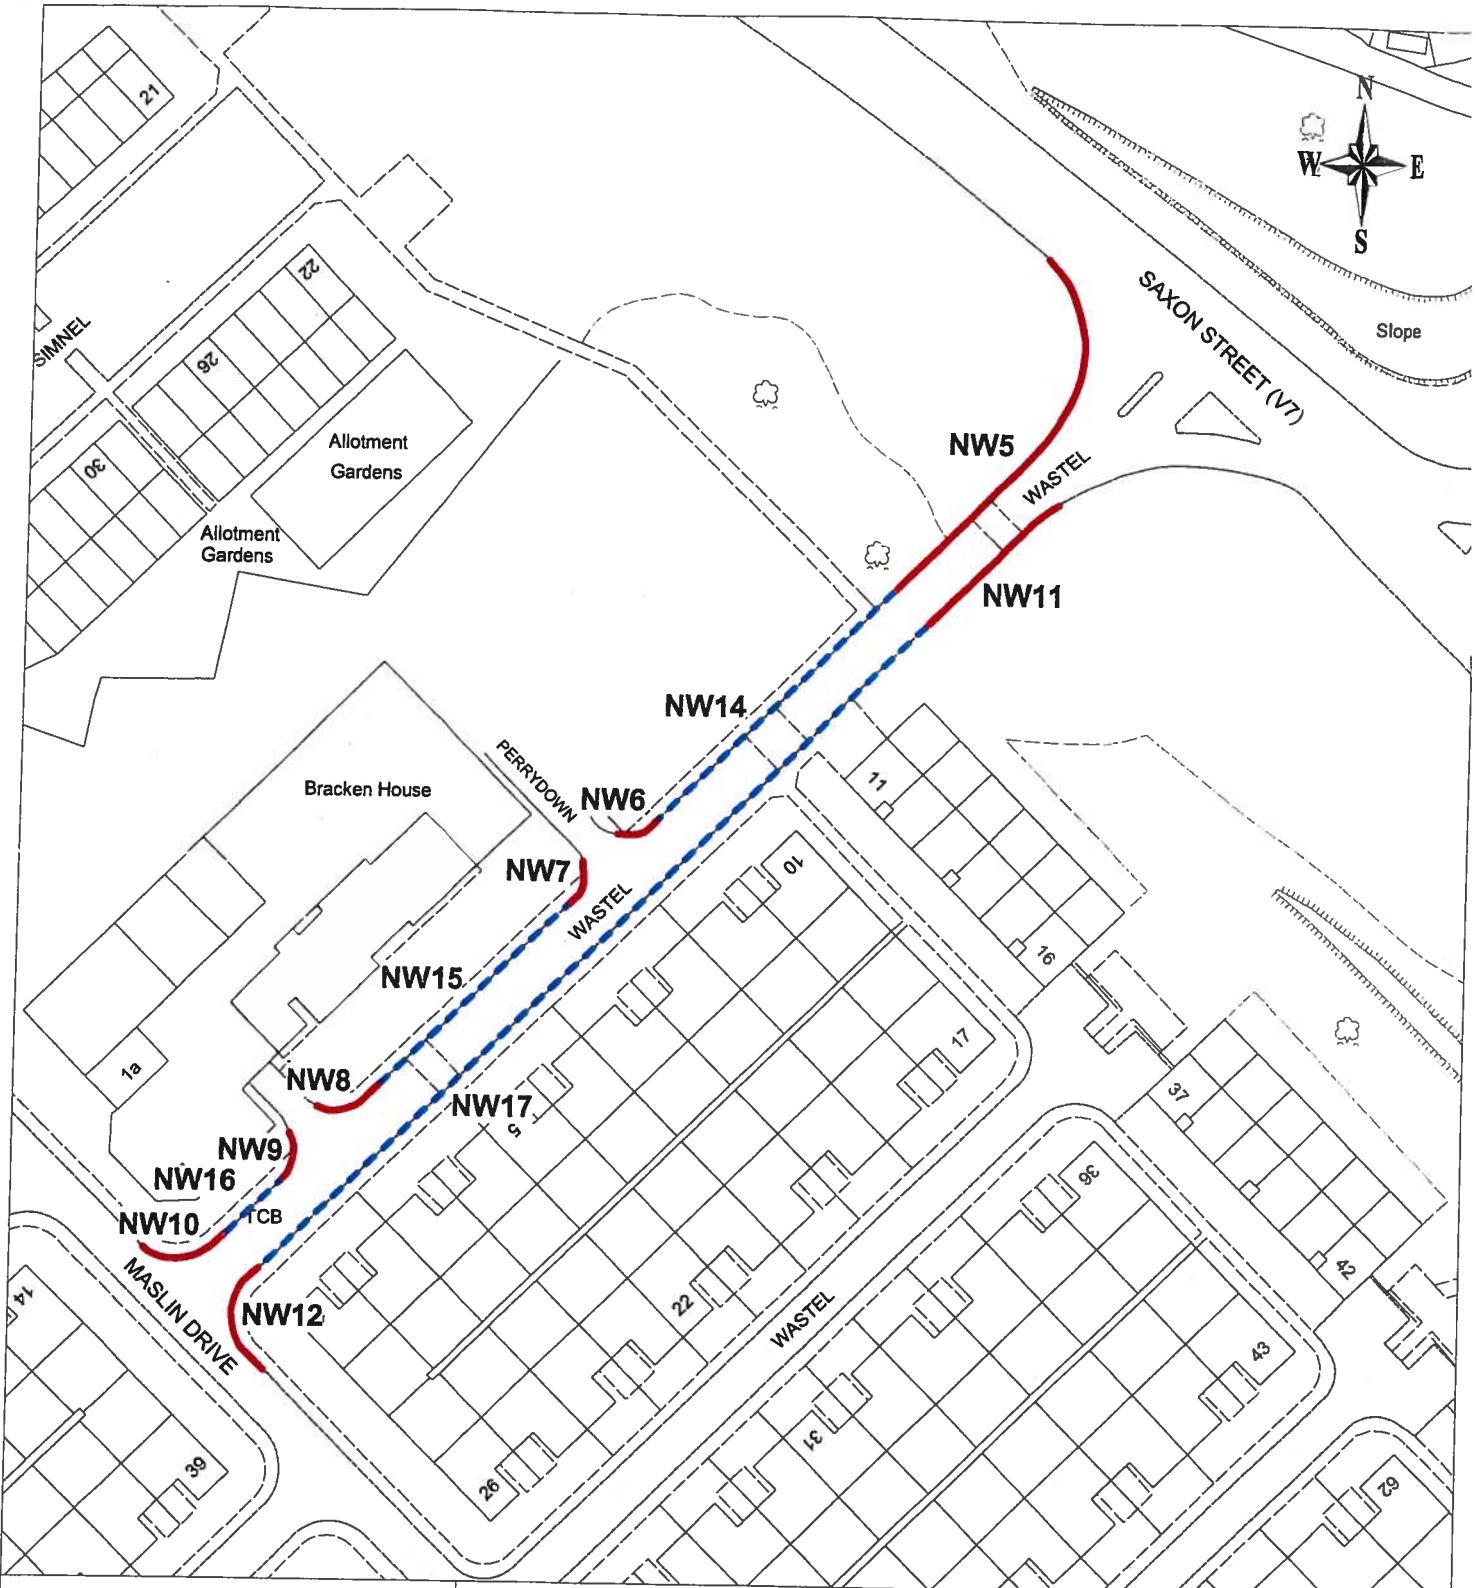 21
N
W
E
S
22
SAXON STREET (V7)
Slope
SIMNEL
26
Allotment
Gardens
NW5
30
WASTEL
Allotment
Gardens
NW11
NW14
PERRYDOWN
11
Bracken House
NW6
10
NW7
WASTEL
16
NW15
17
1a
NW8
37
NW17
5
NW9
NW16
36
TCB
NW10
42
MASLIN DRIVE
14
NW12
22
WASTEL
43
31
39
26
62